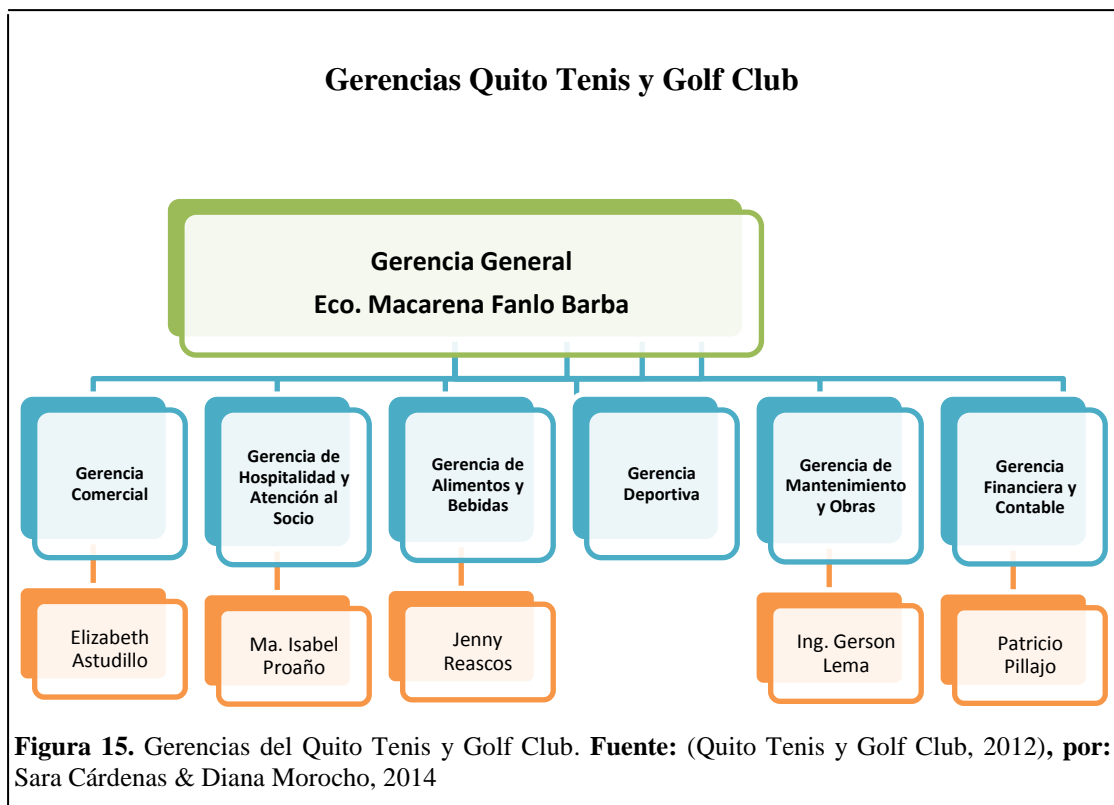 Gerencias Quito Tenis y Golf Club
Gerencia General
Eco. Macarena Fanlo Barba
Gerencia
Comercial
Gerencia de
Hospitalidad y
Atención al
Socio
Gerencia de
Alimentos y
Bebidas
Gerencia
Deportiva
Gerencia de
Mantenimiento
y Obras
Gerencia
Financiera y
Contable
Elizabeth
Astudillo
Ma. Isabel
Proaño
Jenny
Reascos
Ing. Gerson
Lema
Patricio
Pillajo
Figura 15. Gerencias del Quito Tenis y Golf Club. Fuente: (Quito Tenis y Golf Club, 2012), por:
Sara Cárdenas & Diana Morocho, 2014